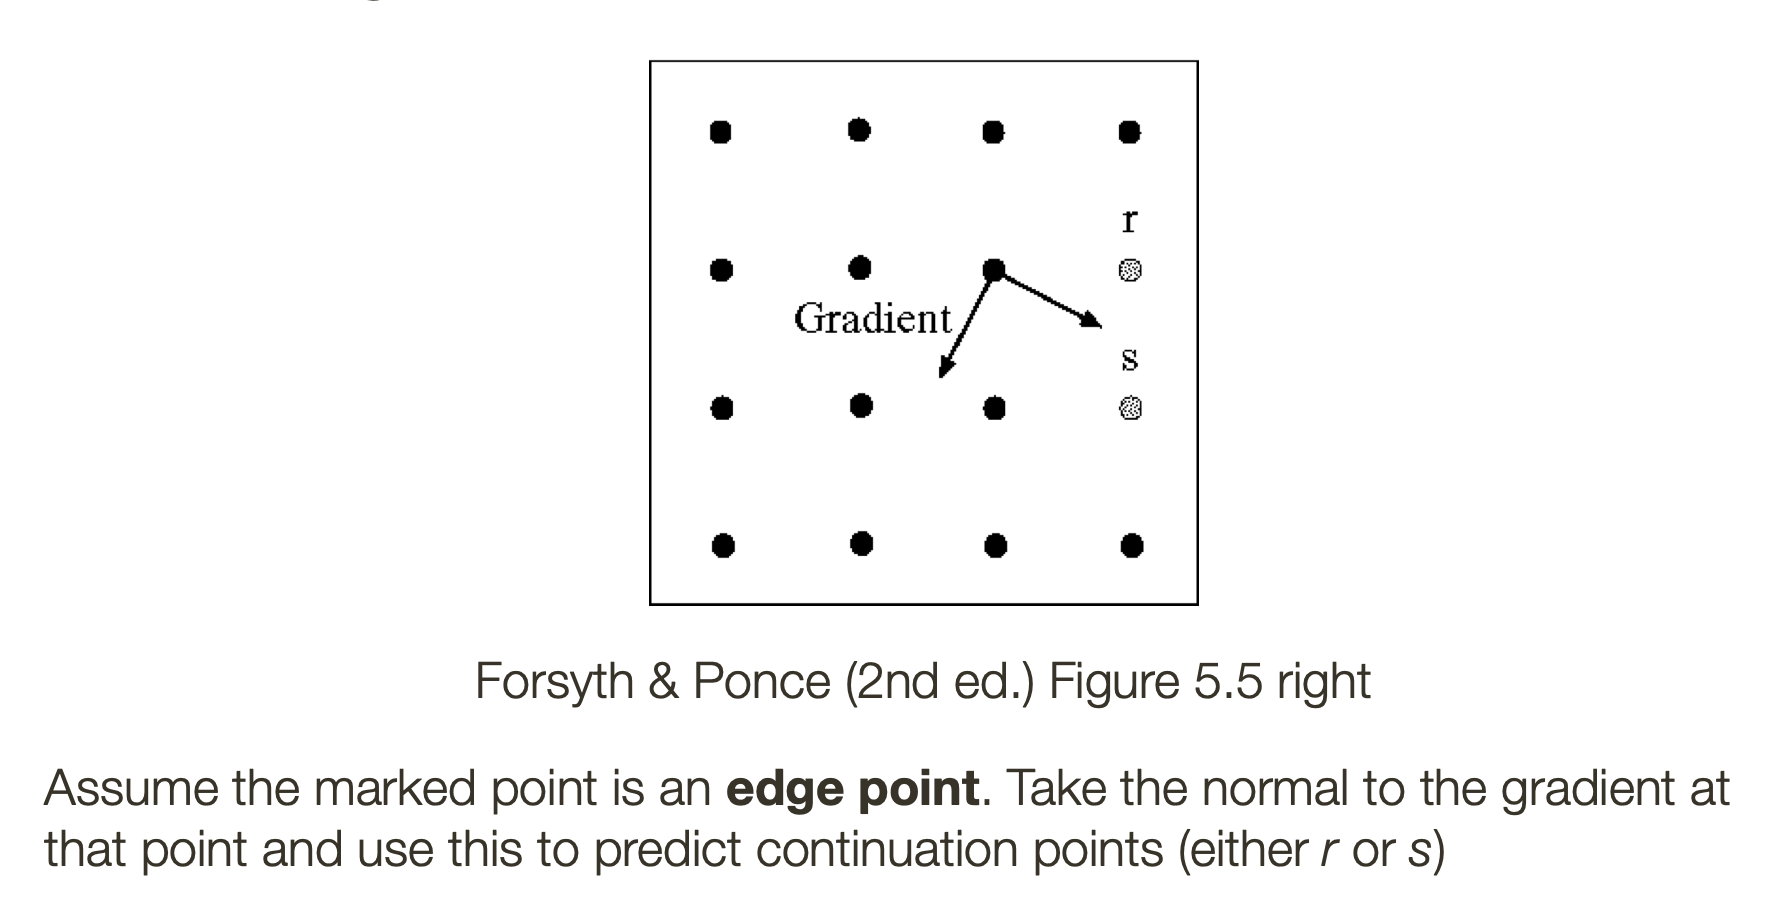 r
Gradient
s
Forsyth & Ponce (2nd ed.) Figure 5.5 right
Assume the marked point is an edge point. Take the normal to the gradient at
that point and use this to predict continuation points (either r or s)